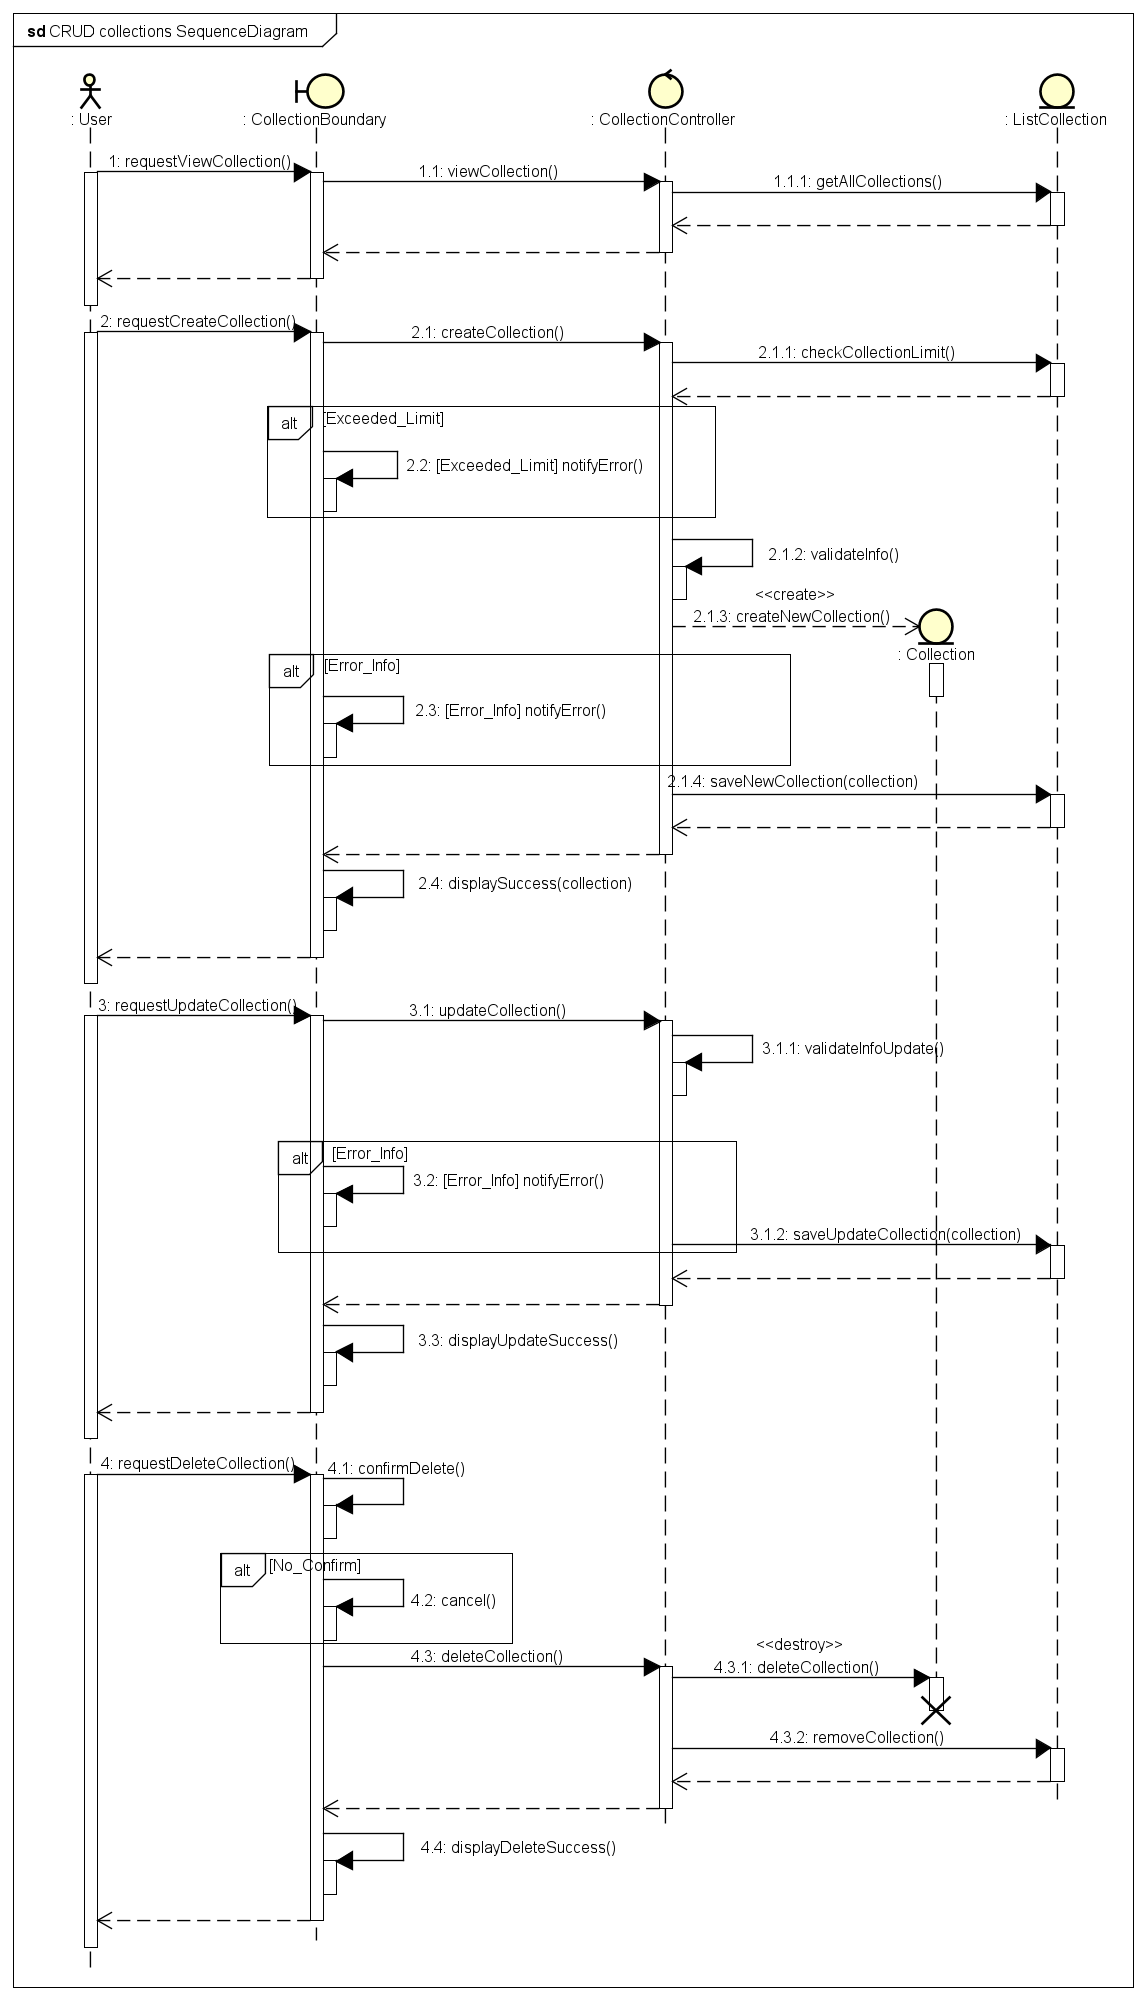 sd CRUD collections SequenceDiagram
: User
: CollectionBoundary
: CollectionController
: ListCollection
1: requestViewCollection()
1.1: viewCollection()
1.1.1: getAllCollections()
2: requestCreateCollection()
2.1: createCollection()
2.1.1: checkCollectionLimit()
alt
[Exceeded_Limit]
2.2: [Exceeded_Limit] notifyError()
2.1.2: validateInfo()
<<create>>
2.1.3: createNewCollection()
: Collection
alt
[Error_Info]
2.3: [Error_Info] notifyError()
2.1.4: saveNewCollection(collection)
2.4: displaySuccess(collection)
3: requestUpdateCollection()
3.1: updateCollection()
3.1.1: validateInfoUpdate()
alt
[Error_Info]
3.2: [Error_Info] notifyError()
3.1.2: saveUpdateCollection(collection)
3.3: displayUpdateSuccess()
4: requestDeleteCollection()
4.1: confirmDelete()
alt
[No_Confirm]
4.2: cancel()
4.3: deleteCollection()
<<destroy>>
4.3.1: deleteCollection()
4.3.2: removeCollection()
4.4: displayDeleteSuccess()